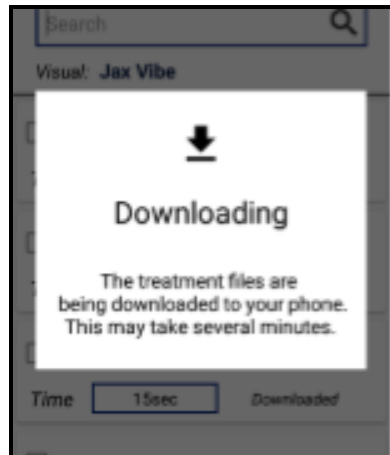 Search
Visual: Jax Vibe
Downloading
The treatment files are
being downloaded to your phone.
This may take several minutes.
Time 15sec Downloaded